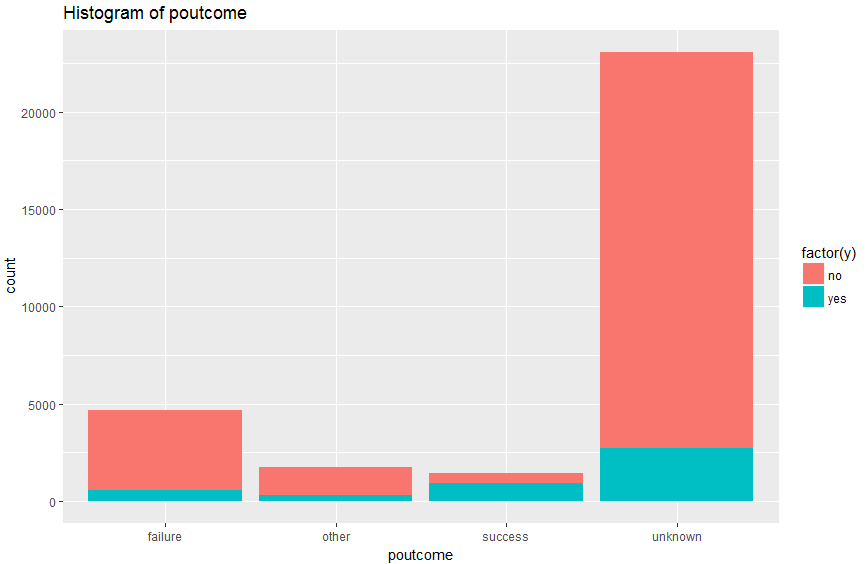 Histogram of poutcome
20000
15000
10000
5000
0
count
failure other success unknown
poutcome
factor(y)
no
yes